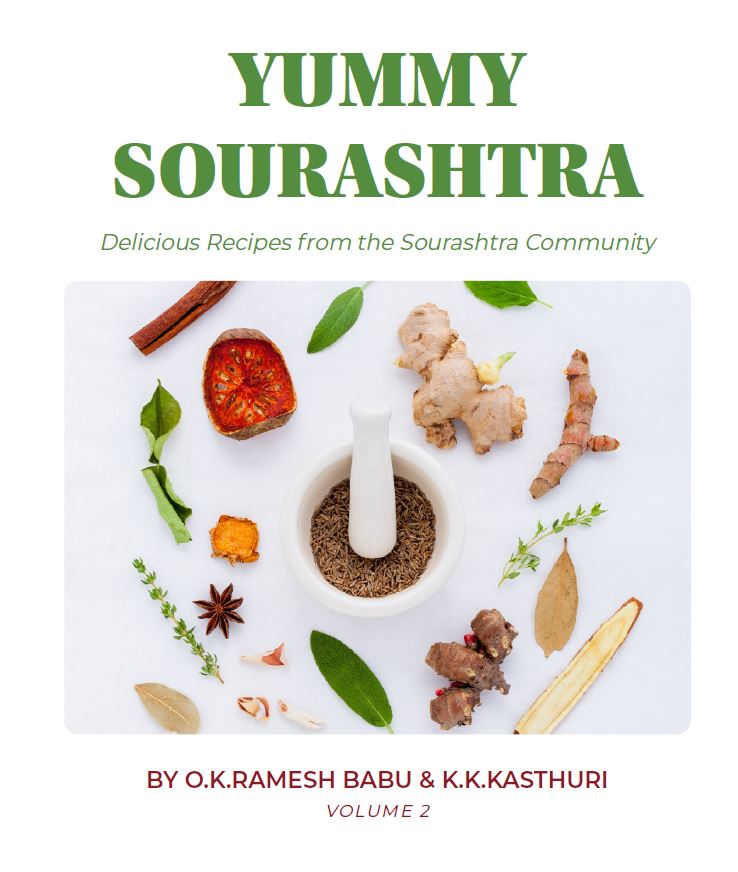 YUMMY
SOURASHTRA
Delicious Recipes from the Sourashtra Community
BY O.K.RAMESH BABU & K.K.KASTHURI
VOLUME 2